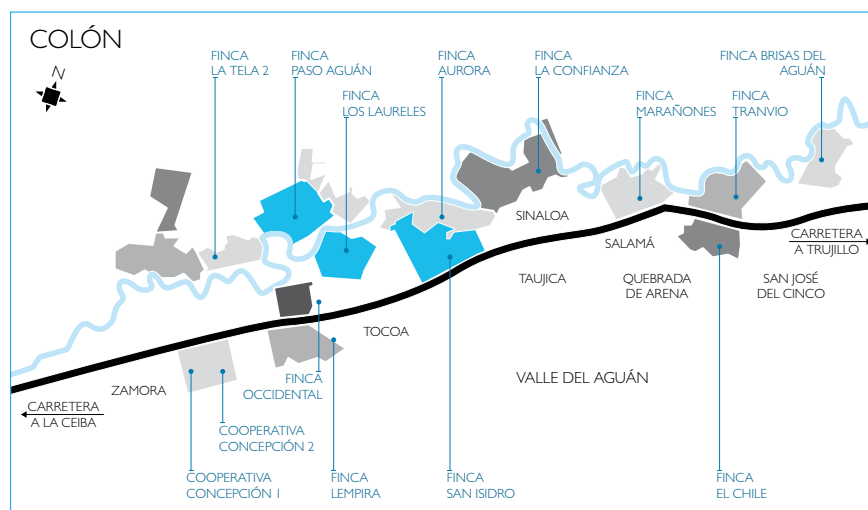 COLÓN
N
FINCA
LA TELA 2
FINCA
PASO AGUÁN
FINCA
LOS LAURELES
FINCA
AURORA
FINCA
LA CONFIANZA
FINCA
MARAÑONES
FINCA
TRANVIO
FINCA BRISAS DEL
AGUÁN
SINALOA
SALAMÁ
CARRETERA
A TRUJILLO
TAUJICA
QUEBRADA
DE ARENA
SAN JOSÉ
DEL CINCO
TOCOA
VALLE DEL AGUÁN
ZAMORA
FINCA
OCCIDENTAL
CARRETERA
A LA CEIBA
COOPERATIVA
CONCEPCIÓN 2
COOPERATIVA
CONCEPCIÓN 1
FINCA
LEMPIRA
FINCA
SAN ISIDRO
FINCA
EL CHILE